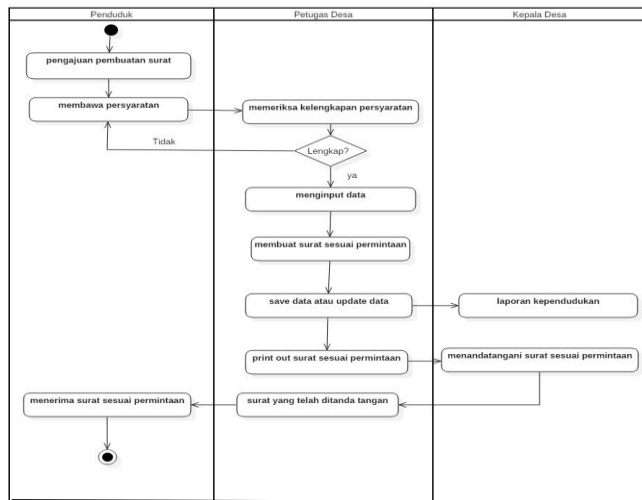 Penduduk
Petugas Desa
Kepala Desa
pengajuan pembuatan surat
membawa persyaratan
memeriksa kelengkapan persyaratan
Tidak
Lengkap?
ya
menginput data
membuat surat sesuai permintaan
save data atau update data
laporan kependudukan
print out surat sesuai permintaan
menandatangani surat sesuai permintaan
menerima surat sesuai permintaan
surat yang telah ditanda tangan